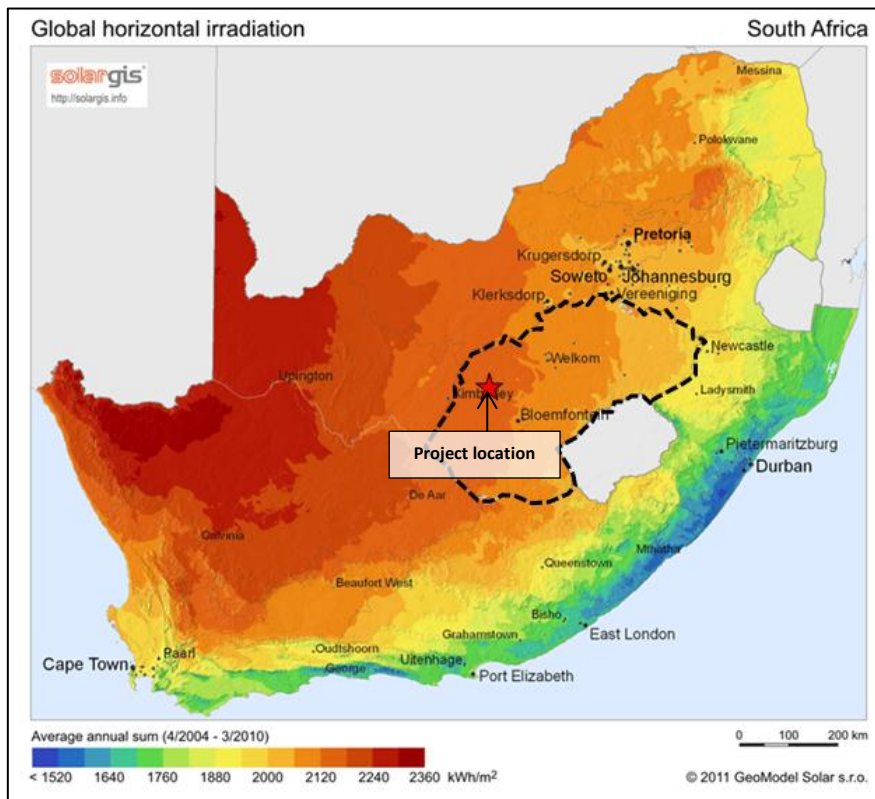 Global horizontal irradiation
South Africa
solargis
http://solargis.info
Messina
Polokwane
Pretoria
Krugersdorp
Soweto
Johannesburg
Klerksdorp
Vereeniging
Newcastle
Welkom
Upington
Kimberley
Ladysmith
Bloemfontein
Project location
Pietermaritzburg
Durban
De Aar
Calvinia
Mthatha
Queenstown
Beaufort West
Bisho
Grahamstown
East London
Oudtshoorn
Paarl
Cape Town
George
Uitenhage
Port Elizabeth
Average annual sum (4/2004 - 3/2010)
0 100 200 km
< 1520 1640 1760 1880 2000 2120 2240 2360 kWh/m²
© 2011 GeoModel Solar s.r.o.